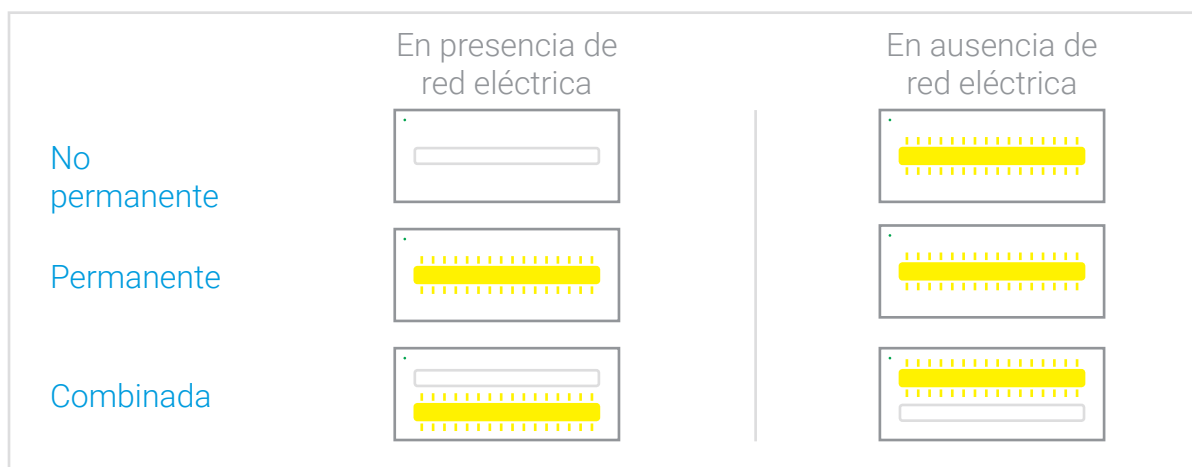 En presencia de
red eléctrica
En ausencia de
red eléctrica
No
permanente
Permanente
Combinada